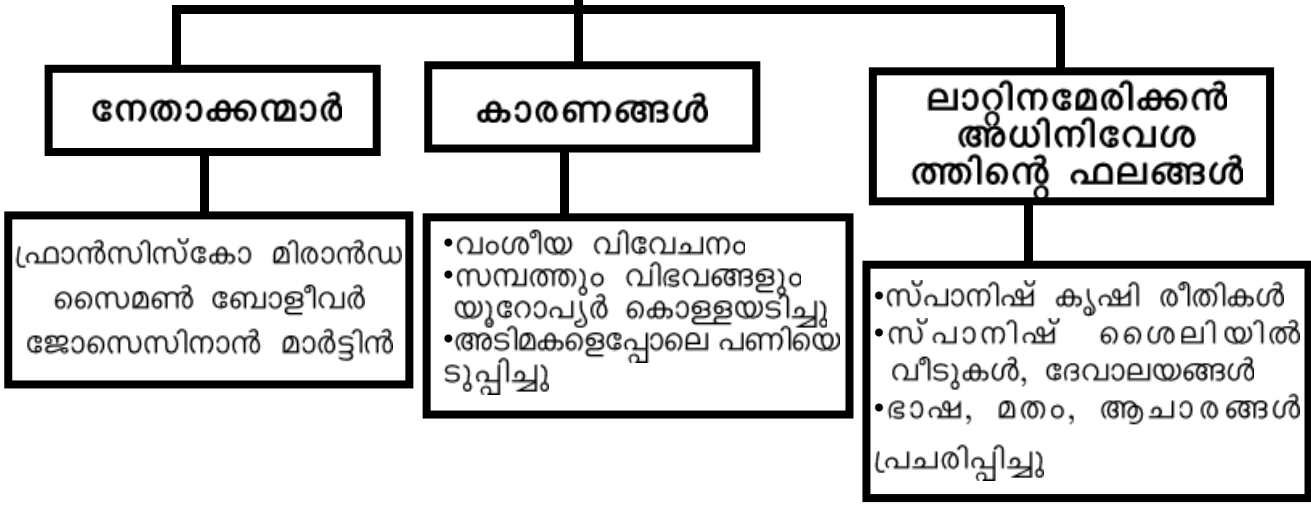 നേതാക്കന്മാർ
ഫ്രാൻസിസ്കോ മിരാൻഡ
സൈമൺ ബോളീവർ
ജോസെസിനാൻ മാർട്ടിൻ
കാരണങ്ങൾ
•വംശീയ വിവേചനം
•സമ്പത്തും വിഭവങ്ങളും
യൂറോപ്യർ കൊള്ളയടിച്ചു
•അടിമകളെപ്പോലെ പണിയെ
ടുപ്പിച്ചു
ലാറ്റിനമേരിക്കൻ
അധിനിവേശ
ത്തിന്റെ ഫലങ്ങൾ
•സ്പാനിഷ് കൃഷി രീതികൾ
•സ്പാനിഷ് ശൈലിയിൽ
വീടുകൾ, ദേവാലയങ്ങൾ
•ഭാഷ, മതം, ആചാരങ്ങൾ
പ്രചരിപ്പിച്ചു